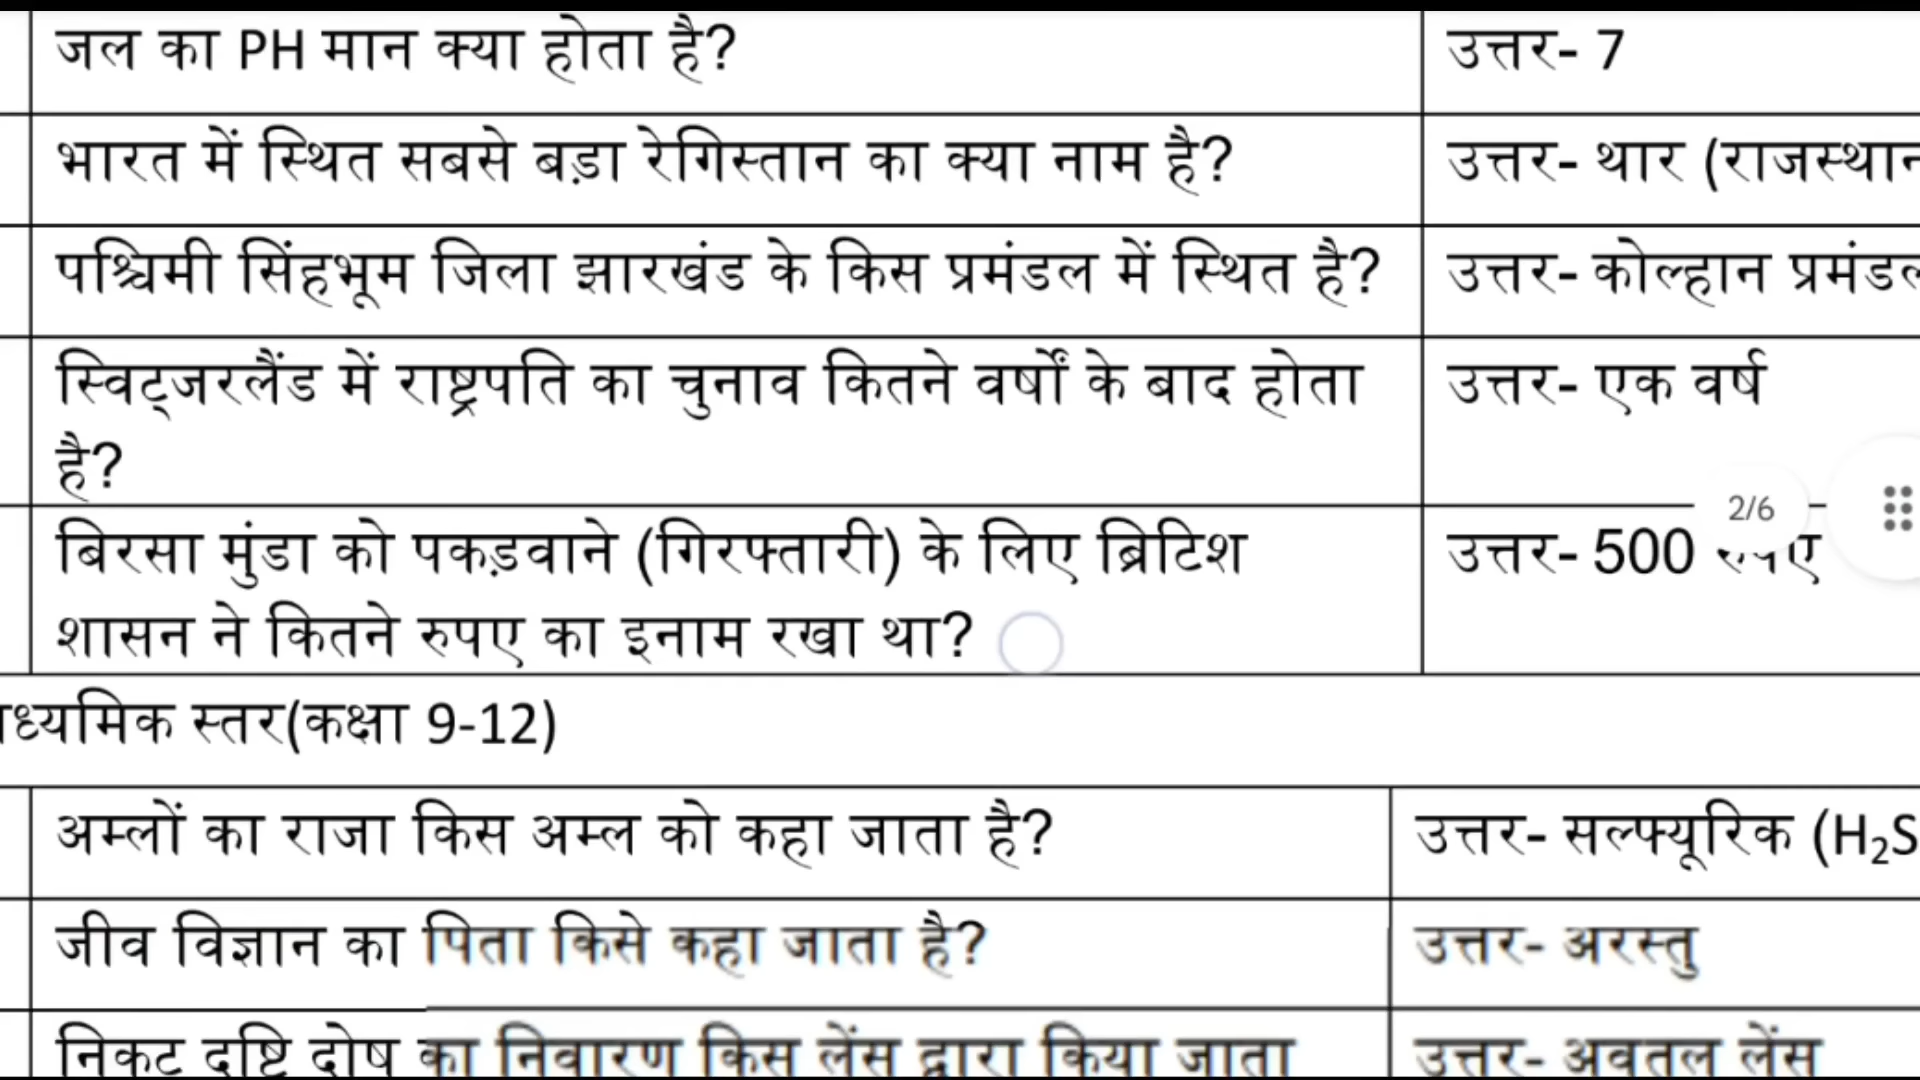 जल का PH मान क्या होता है? उत्तर- 7
भारत में स्थित सबसे बड़ा रेगिस्तान का क्या नाम है? उत्तर- थार (राजस्थान
पश्चिमी सिंहभूम जिला झारखंड के किस प्रमंडल में स्थित है? उत्तर- कोल्हान प्रमंडल
स्विट्जरलैंड में राष्ट्रपति का चुनाव कितने वर्षों के बाद होता उत्तर- एक वर्ष
है?
2/6
बिरसा मुंडा को पकड़वाने (गिरफ्तारी) के लिए ब्रिटिश उत्तर- 500 रुपए
शासन ने कितने रुपए का इनाम रखा था?
ाध्यमिक स्तर(कक्षा 9-12)
अम्लों का राजा किस अम्ल को कहा जाता है? उत्तर- सल्फ्यूरिक (H₂S
जीव विज्ञान का पिता किसे कहा जाता है? उत्तर- अरस्तु
निकट दृष्टि दोष का निवारण किस लेंस द्वारा किया जाता उत्तर- अवतल लेंस